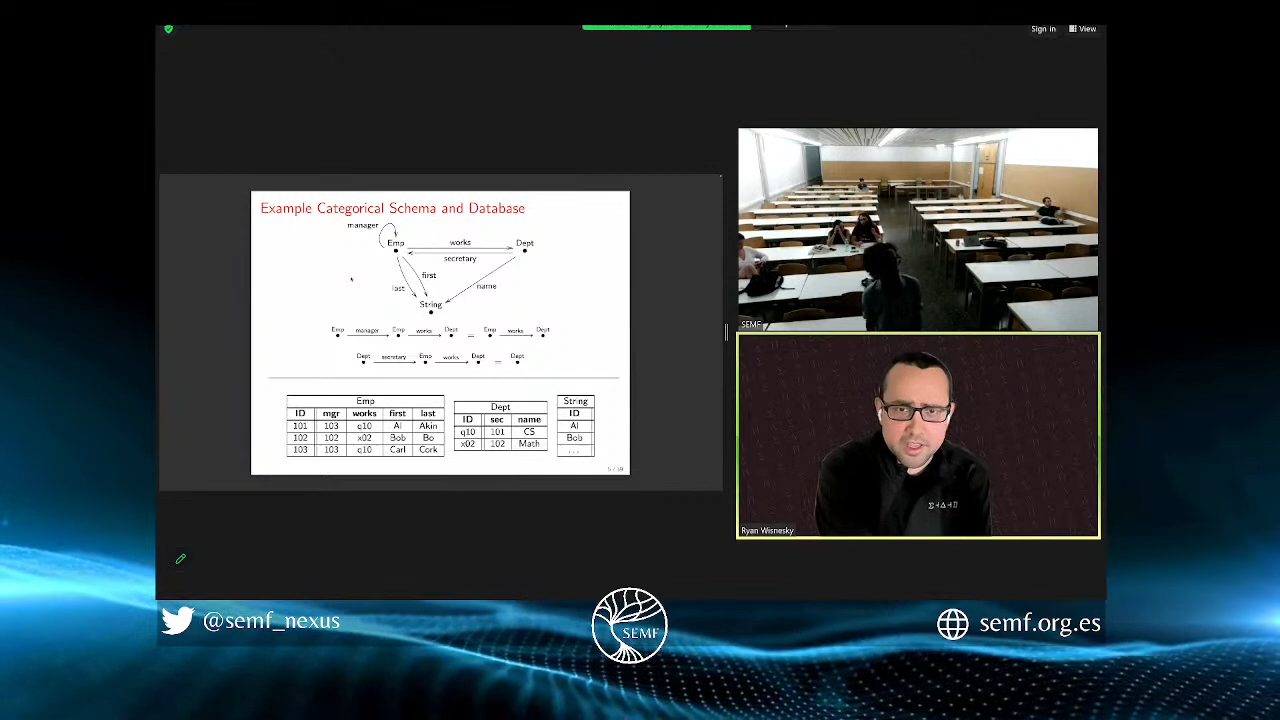 Sign in
View
Example Categorical Schema and Database
manager
Emp
works
Dept
secretary
first
last
name
String
Emp manager Emp works Dept = Emp works Dept
Dept secretary Emp works Dept = Dept
Emp
ID mgr works first last
101 103 q10 Al Akin
102 102 x02 Bob Bo
103 103 q10 Carl Cork
Dept
ID sec name
q10 101 CS
x02 102 Math
String
ID
Al
Bob
...
5 / 39
SEMF
Ryan Wisnesky
@semf_nexus
SEMF
semf.org.es